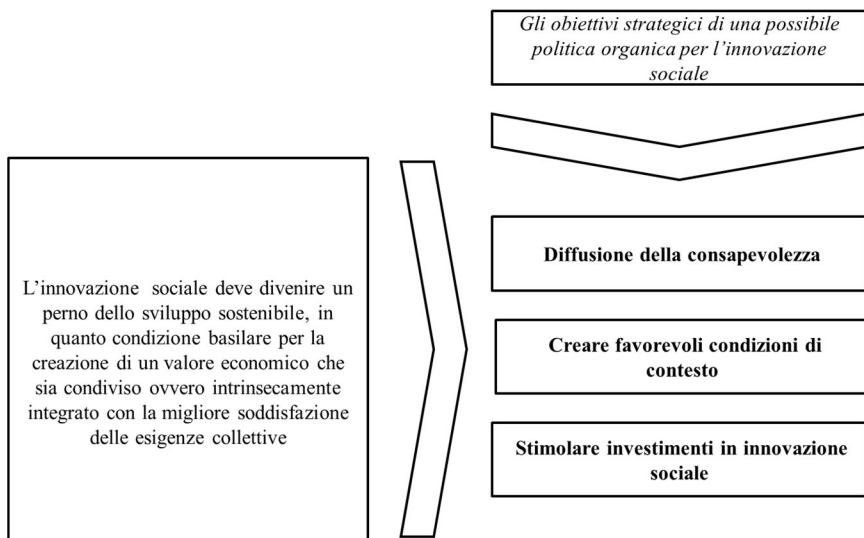 Gli obiettivi strategici di una possibile
politica organica per l’innovazione
sociale
L’innovazione sociale deve divenire un
perno dello sviluppo sostenibile, in
quanto condizione basilare per la
creazione di un valore economico che
sia condiviso ovvero intrinsecamente
integrato con la migliore soddisfazione
delle esigenze collettive
Diffusione della consapevolezza
Creare favorevoli condizioni di
contesto
Stimolare investimenti in innovazione
sociale